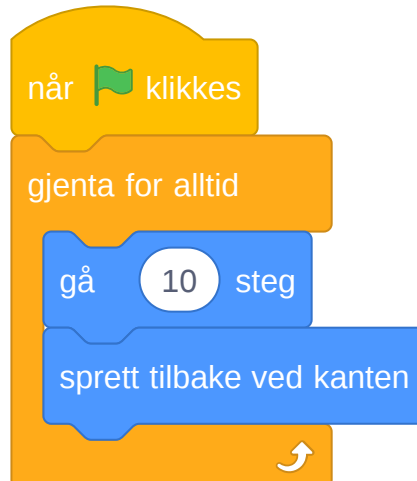 når klikkes
gjenta for alltid
gå 10 steg
sprett tilbake ved kanten